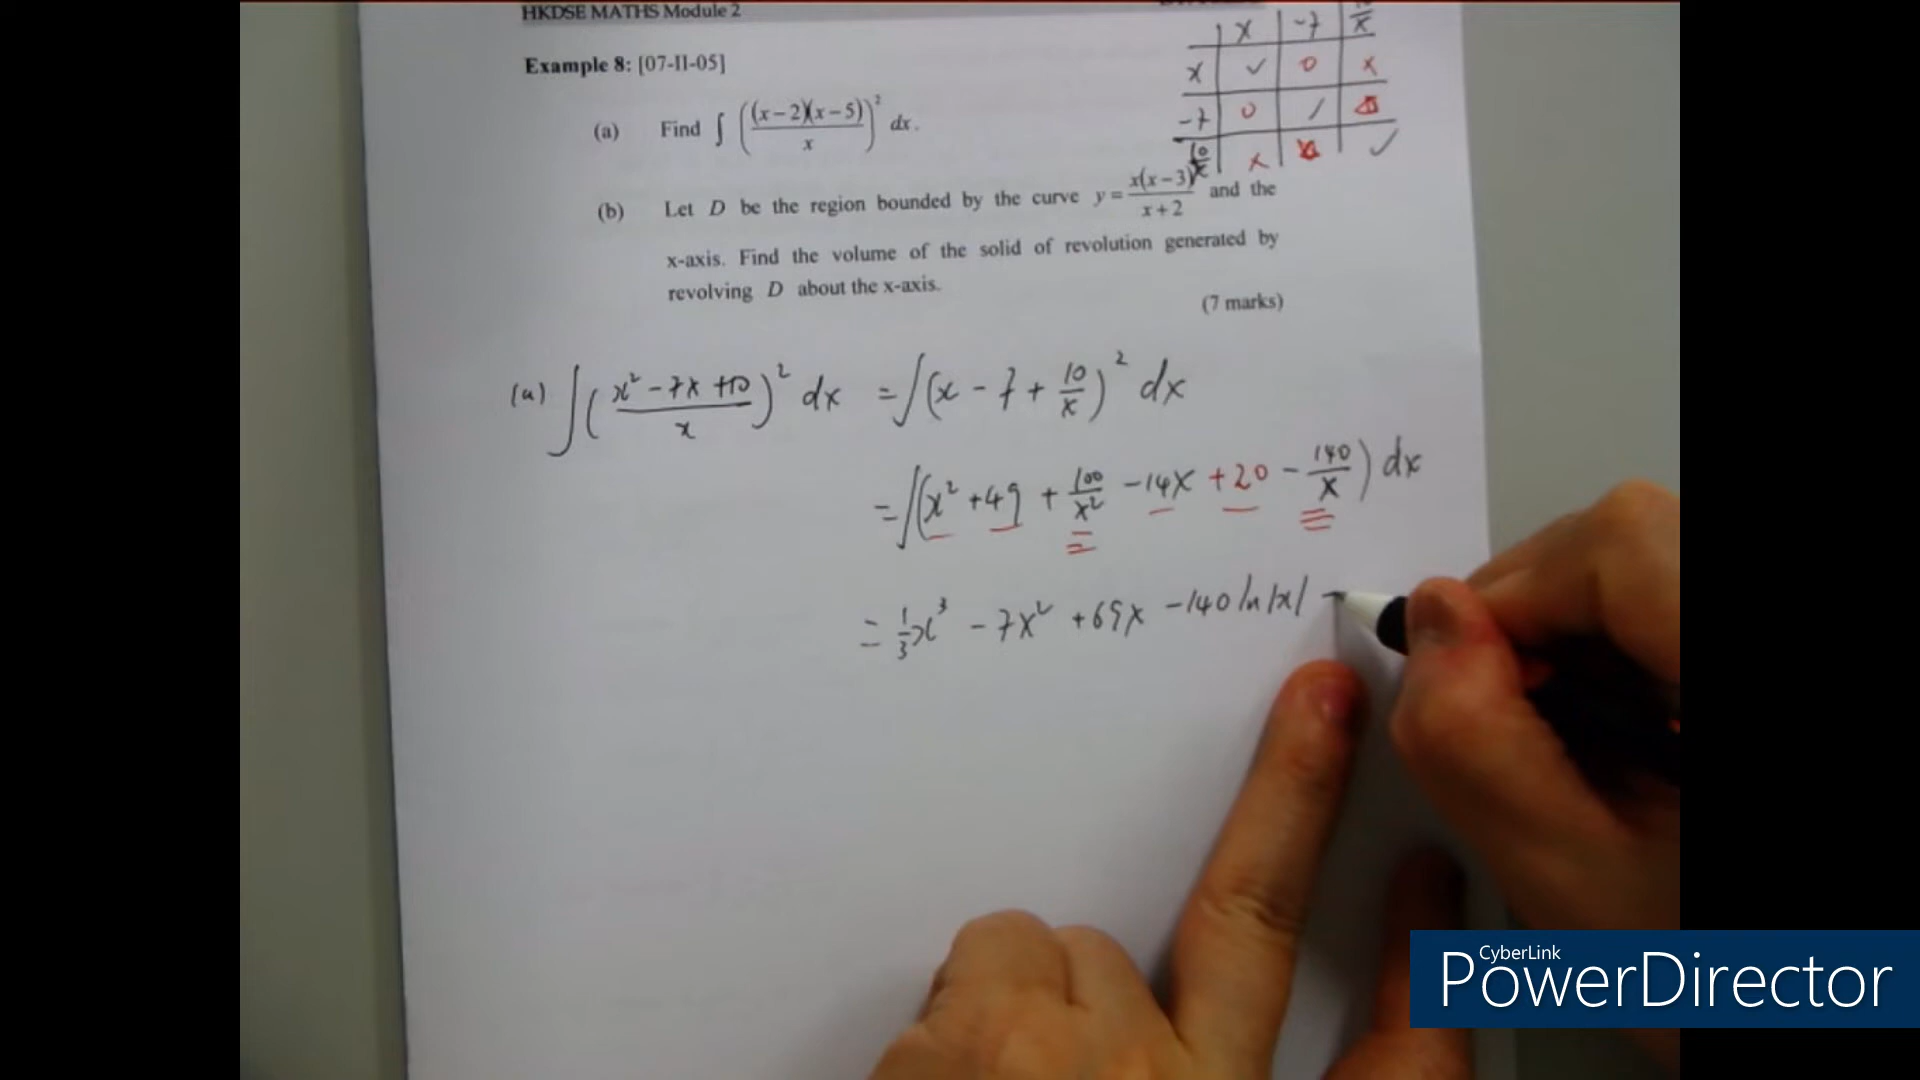 HKDSE MATHS Module 2
Example 8: [07-II-05]
(a) Find ∫ ((x-2)(x-5)/x)² dx.
(b) Let D be the region bounded by the curve y = x(x-3)/(x+2) and the
x-axis. Find the volume of the solid of revolution generated by
revolving D about the x-axis.
(7 marks)
x -7 10/x
x ✓ 0 x
-7 0 / Δ
10/x x Δ ✓
(a) ∫ ((x² - 7x + 10)/x)² dx = ∫ (x - 7 + 10/x)² dx
= ∫ (x² + 49 + 100/x² - 14x + 20 - 140/x) dx
= 1/3 x³ - 7x² + 69x - 140 ln|x| -
CyberLink
PowerDirector